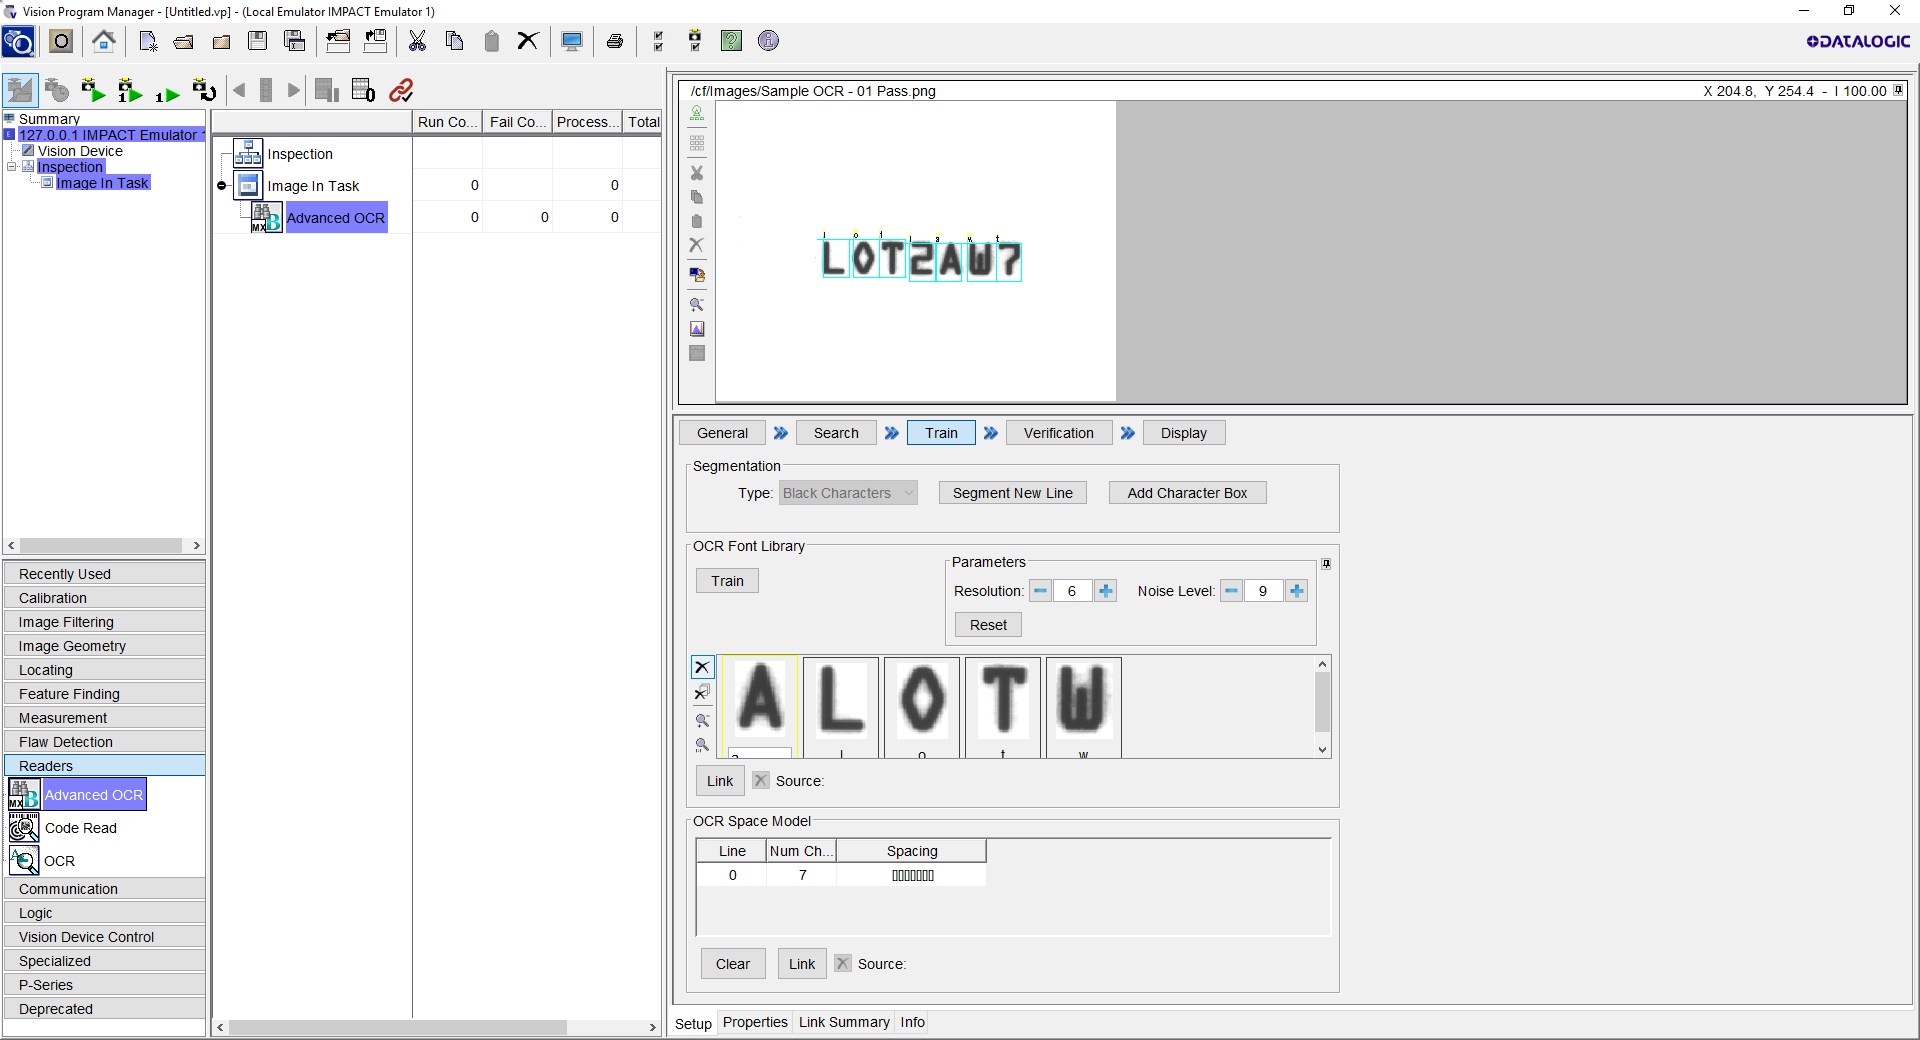 Vision Program Manager - [Untitled.vp] - (Local Emulator IMPACT Emulator 1)
DATALOGIC
Summary
127.0.0.1 IMPACT Emulator 1
Vision Device
Inspection
Image In Task
Recently Used
Calibration
Image Filtering
Image Geometry
Locating
Feature Finding
Measurement
Flaw Detection
Readers
Advanced OCR
Code Read
OCR
Communication
Logic
Vision Device Control
Specialized
P-Series
Deprecated
Run Co... Fail Co... Process... Total
Inspection
Image In Task 0 0
Advanced OCR 0 0 0
/cf/Images/Sample OCR - 01 Pass.png X 204.8, Y 254.4 - I 100.00
LOT2AW7
General Search Train Verification Display
Segmentation
Type: Black Characters Segment New Line Add Character Box
OCR Font Library
Train
Parameters
Resolution: 6 Noise Level: 9
Reset
A L O T W
a l o t w
Link Source:
OCR Space Model
Line Num Ch... Spacing
0 7
Clear Link Source:
Setup Properties Link Summary Info